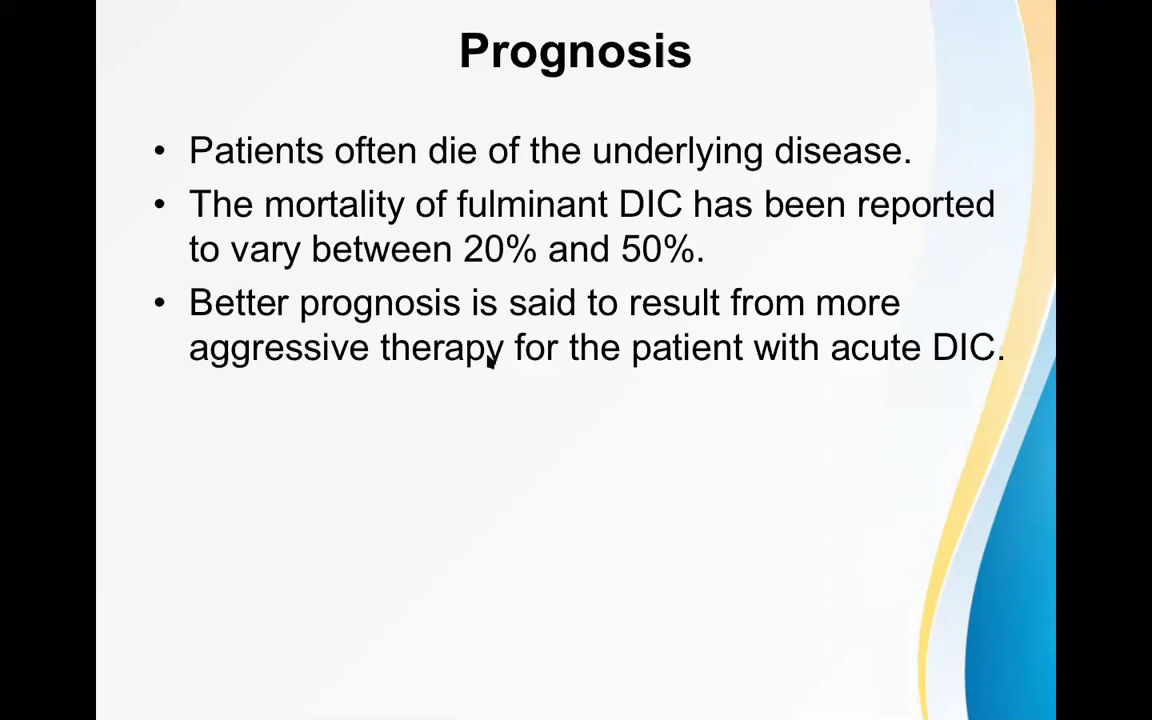 Prognosis
• Patients often die of the underlying disease.
• The mortality of fulminant DIC has been reported
to vary between 20% and 50%.
• Better prognosis is said to result from more
aggressive therapy for the patient with acute DIC.